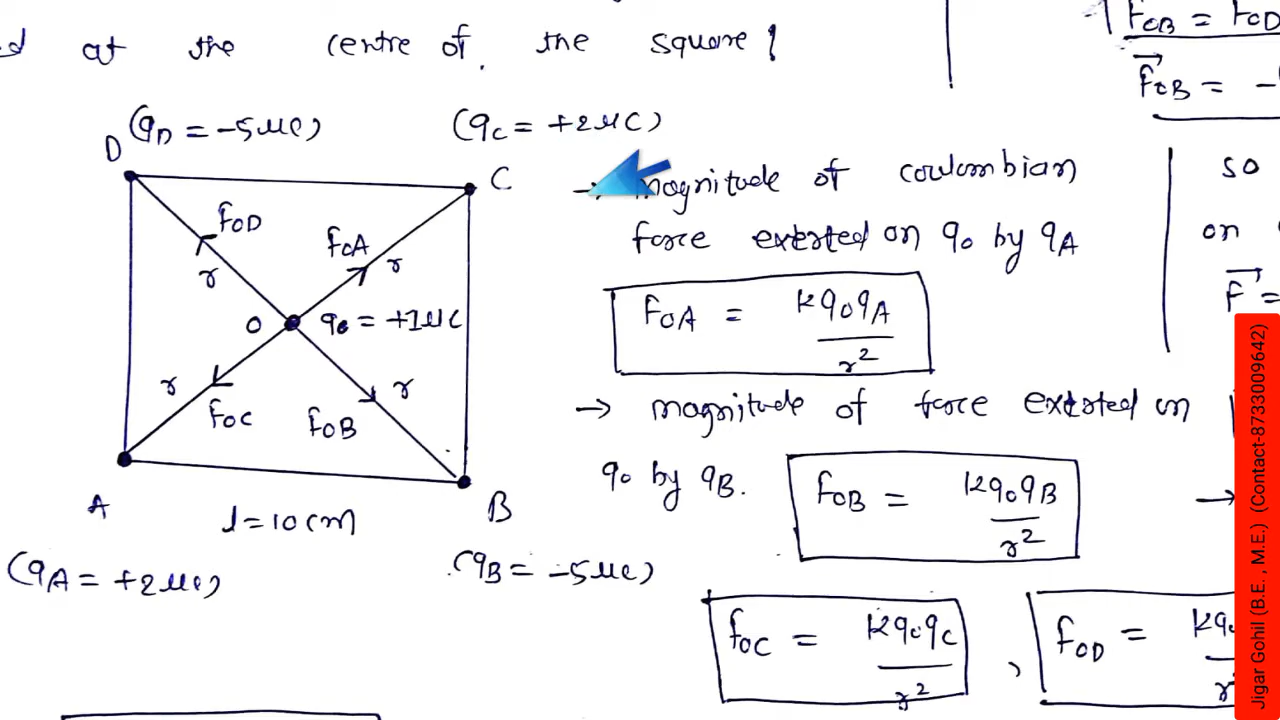 at the centre of the square
F⃗OB = FOD
F⃗OB = -
D (qD = -5μC)
(qC = +2μC)
C
→ magnitude of coulombian
force exerted on q0 by qA
FOD
FOA
r
r
O
q0 = +1μC
FOA = kq0qA / r²
→ magnitude of force exerted on
q0 by qB.
FOB = kq0qB / r²
r
r
FOC
FOB
A
B
l = 10 cm
(qA = +2μC)
(qB = -5μC)
FOC = kq0qC / r² ,
FOD =
so
on
F⃗ =
→
Jigar Gohil (B.E. , M.E.) (Contact-8733009642)